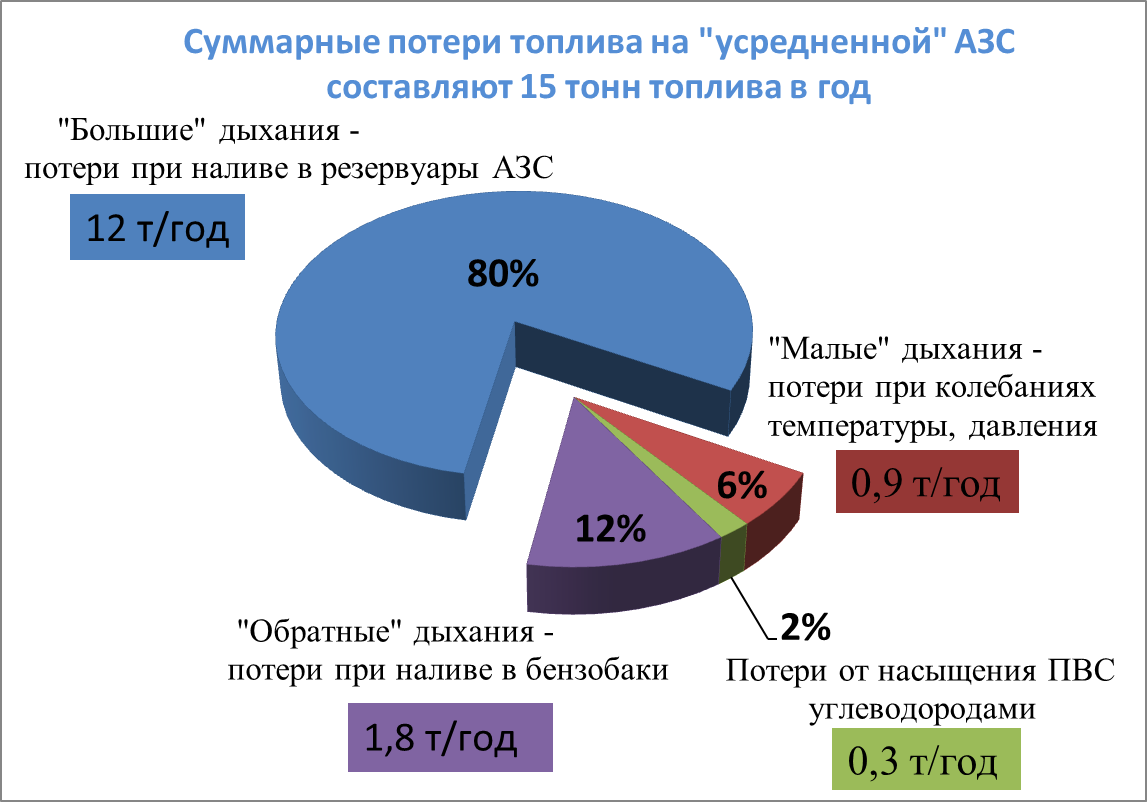 Суммарные потери топлива на "усредненной" АЗС
составляют 15 тонн топлива в год
"Большие" дыхания -
потери при наливе в резервуары АЗС
12 т/год
80%
"Малые" дыхания -
потери при колебаниях
температуры, давления
0,9 т/год
6%
12%
2%
"Обратные" дыхания -
потери при наливе в бензобаки
1,8 т/год
Потери от насыщения ПВС
углеводородами
0,3 т/год